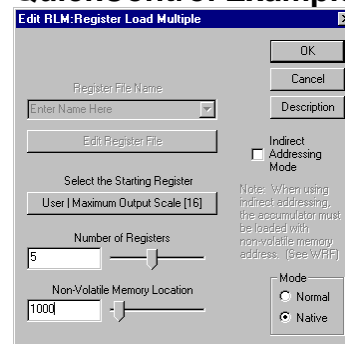 QuickControl Example
Edit RLM:Register Load Multiple
OK
Cancel
Description
Register File Name
Enter Name Here
Edit Register File
Indirect
Addressing
Mode
Select the Starting Register
User | Maximum Output Scale [16]
Note: When using
indirect addressing,
the accumulator must
be loaded with
non-volatile memory
address. (See WRF)
Number of Registers
5
Non-Volatile Memory Location
1000
Mode
Normal
Native